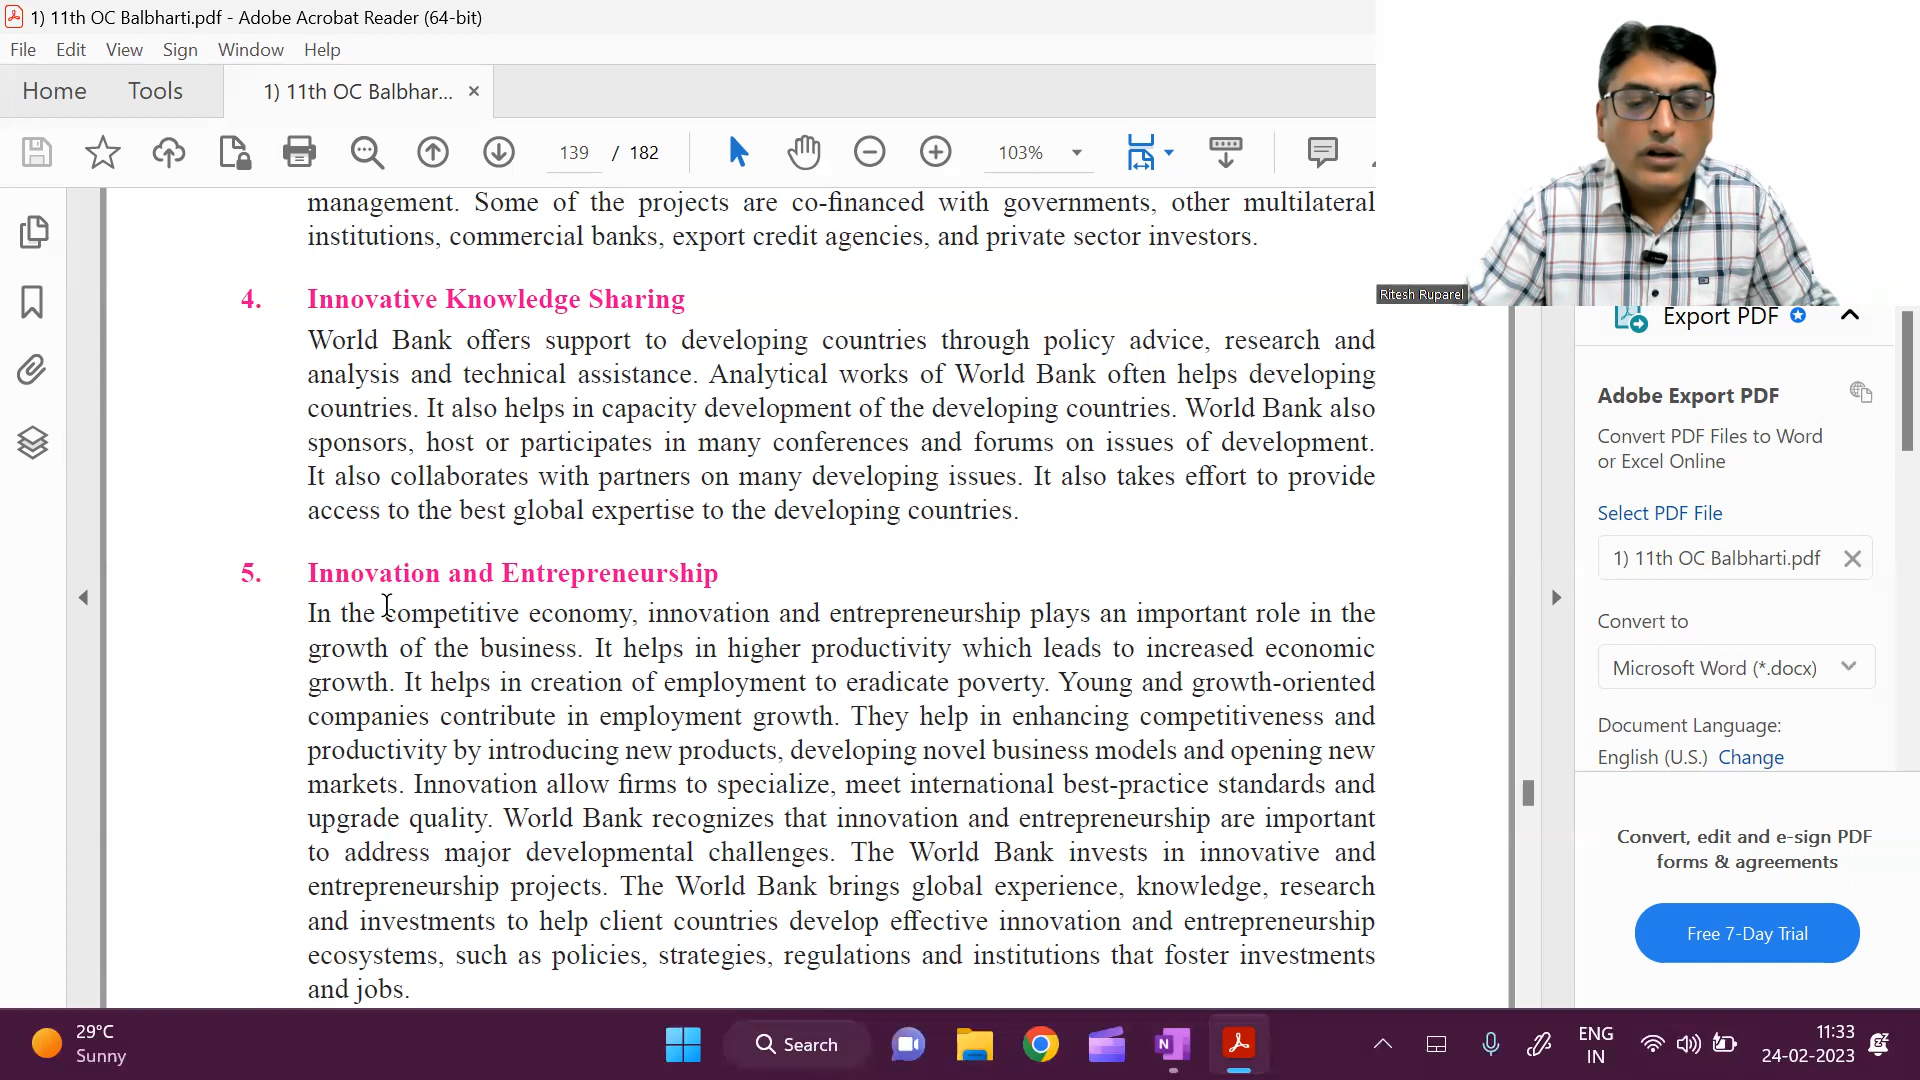 1) 11th OC Balbharti.pdf - Adobe Acrobat Reader (64-bit)
File Edit View Sign Window Help
Home Tools 1) 11th OC Balbhar... ×
139 / 182 103%
management. Some of the projects are co-financed with governments, other multilateral
institutions, commercial banks, export credit agencies, and private sector investors.
4. Innovative Knowledge Sharing
World Bank offers support to developing countries through policy advice, research and
analysis and technical assistance. Analytical works of World Bank often helps developing
countries. It also helps in capacity development of the developing countries. World Bank also
sponsors, host or participates in many conferences and forums on issues of development.
It also collaborates with partners on many developing issues. It also takes effort to provide
access to the best global expertise to the developing countries.
5. Innovation and Entrepreneurship
In the competitive economy, innovation and entrepreneurship plays an important role in the
growth of the business. It helps in higher productivity which leads to increased economic
growth. It helps in creation of employment to eradicate poverty. Young and growth-oriented
companies contribute in employment growth. They help in enhancing competitiveness and
productivity by introducing new products, developing novel business models and opening new
markets. Innovation allow firms to specialize, meet international best-practice standards and
upgrade quality. World Bank recognizes that innovation and entrepreneurship are important
to address major developmental challenges. The World Bank invests in innovative and
entrepreneurship projects. The World Bank brings global experience, knowledge, research
and investments to help client countries develop effective innovation and entrepreneurship
ecosystems, such as policies, strategies, regulations and institutions that foster investments
and jobs.
Ritesh Ruparel
Export PDF
Adobe Export PDF
Convert PDF Files to Word
or Excel Online
Select PDF File
1) 11th OC Balbharti.pdf
Convert to
Microsoft Word (*.docx)
Document Language:
English (U.S.) Change
Convert, edit and e-sign PDF
forms & agreements
Free 7-Day Trial
29°C
Sunny
Search
ENG
IN
11:33
24-02-2023